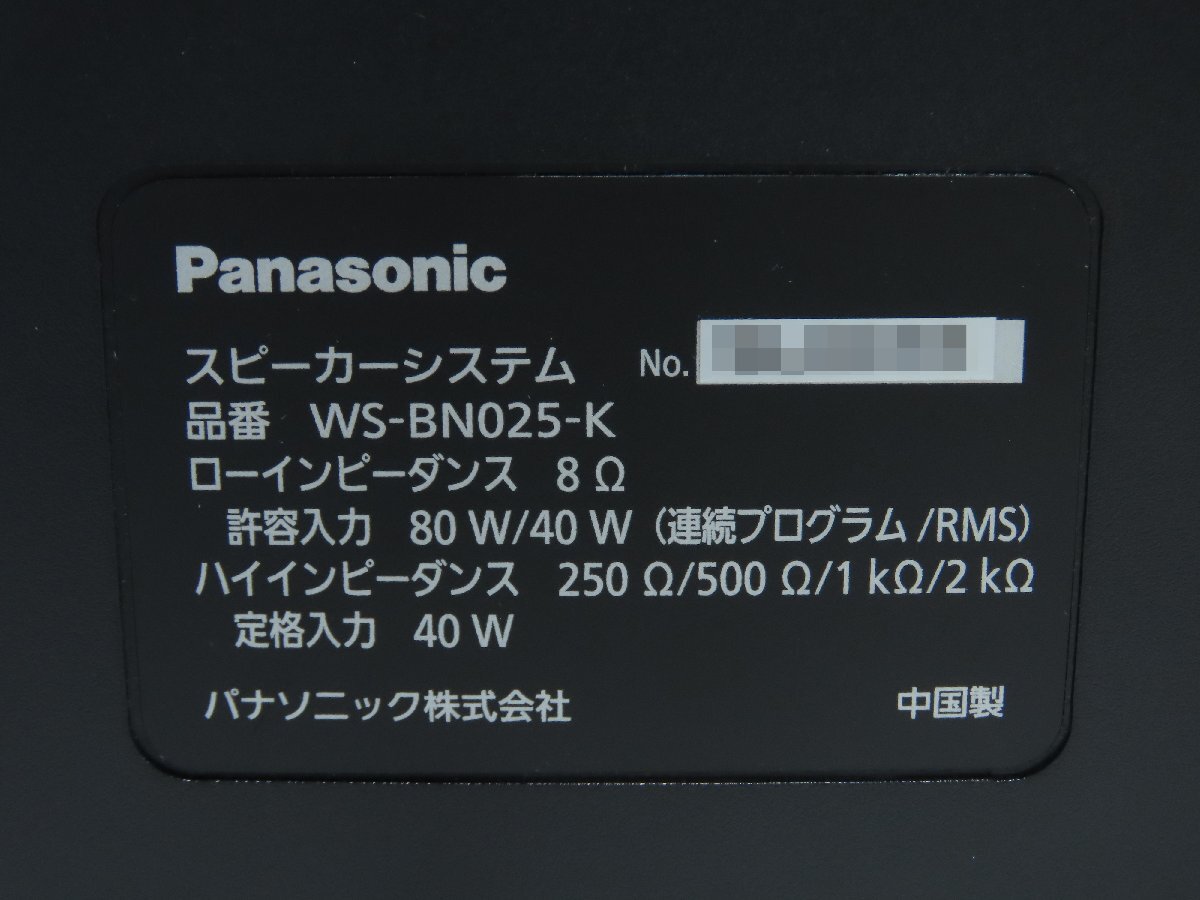 Panasonic
スピーカーシステム No.
品番 WS-BN025-K
ローインピーダンス 8 Ω
許容入力 80 W/40 W (連続プログラム/RMS)
ハイインピーダンス 250 Ω/500 Ω/1 kΩ/2 kΩ
定格入力 40 W
パナソニック株式会社 中国製